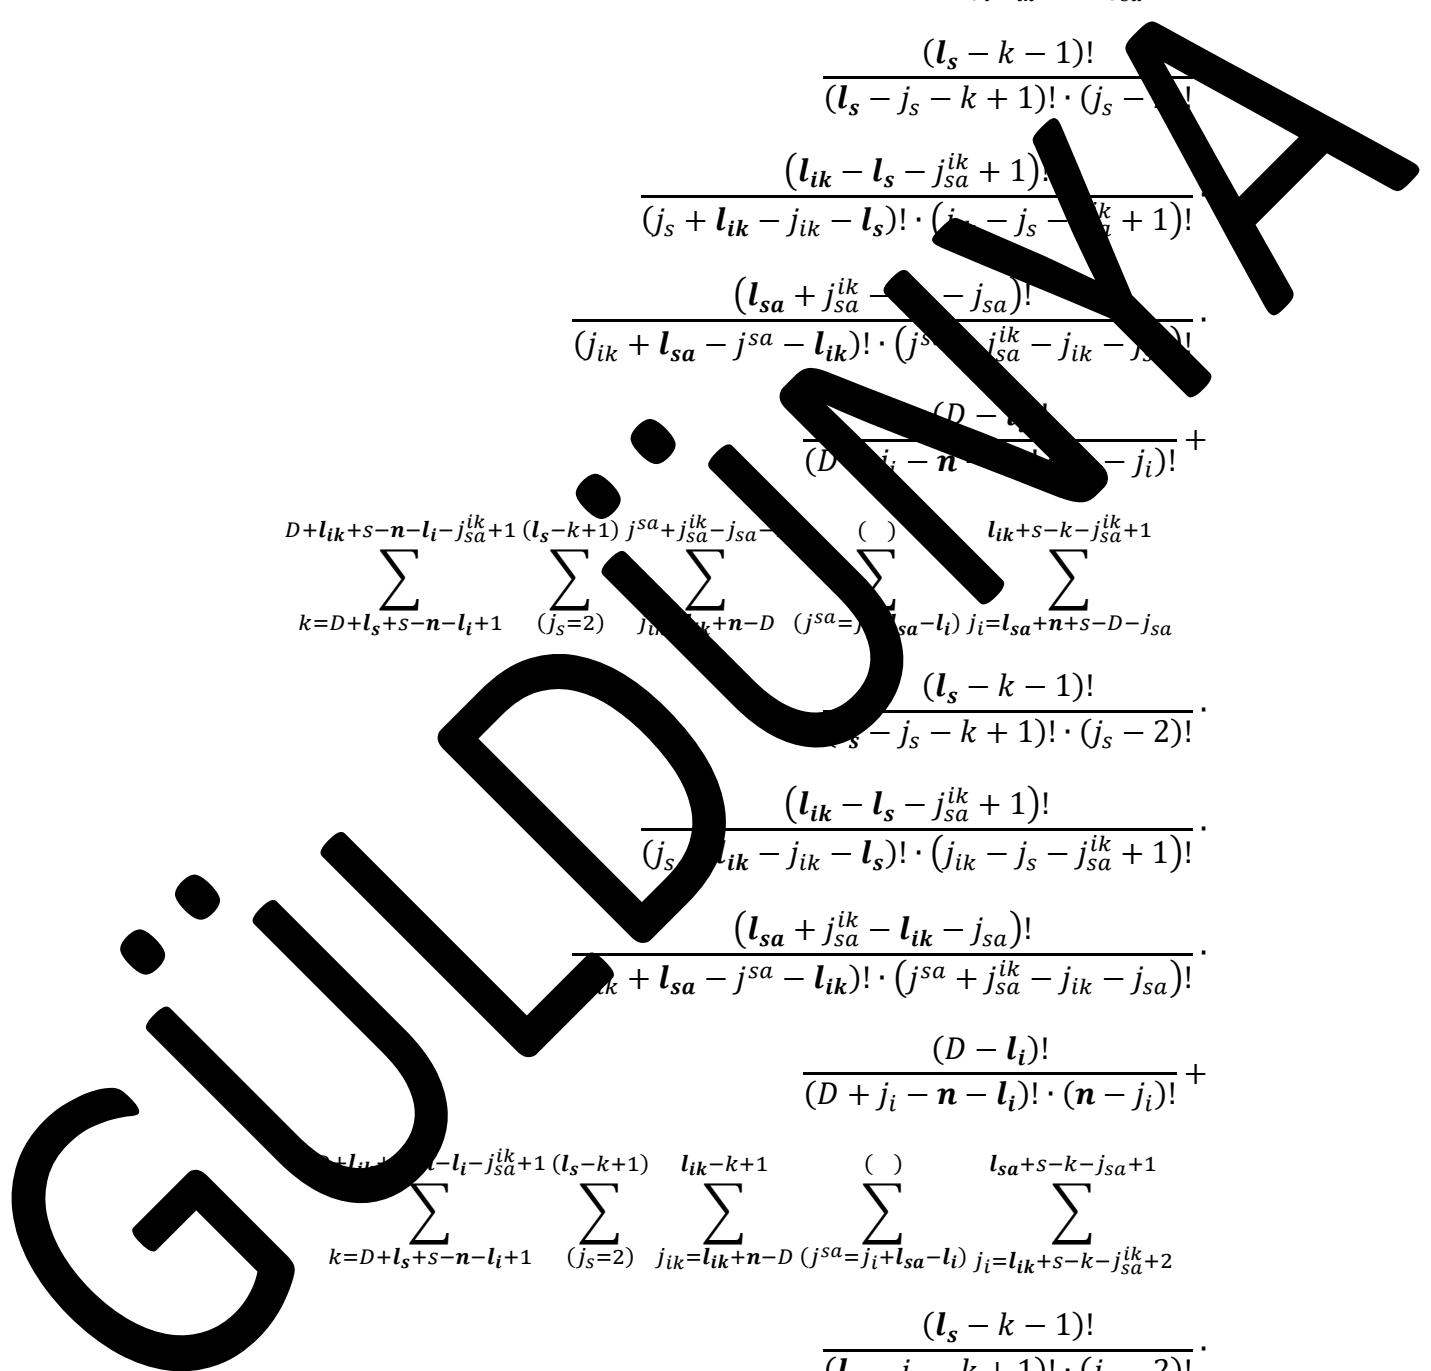 (l_s − k − 1)!
(l_s − j_s − k + 1)! · (j_s −
(l_ik − l_s − j_sa^ik + 1)!
(j_s + l_ik − j_ik − l_s)! · ( − j_s − + 1)!
(l_sa + j_sa^ik − − j_sa)!
(j_ik + l_sa − j^sa − l_ik)! · (j^sa j_sa^ik − j_ik − )! ·
(D −
− n − j_i)! +
D+l_ik+s−n−l_i−j_sa^ik+1 (l_s−k+1) j^sa+j_sa^ik−j_sa− ( ) l_ik+s−k−j_sa^ik+1
∑ ∑ ∑ ∑ ∑
k=D+l_s+s−n−l_i+1 (j_s=2) +n−D (j^sa= l_sa−l_i) j_i=l_sa+n+s−D−j_sa
(l_s − k − 1)!
− j_s − k + 1)! · (j_s − 2)! ·
(l_ik − l_s − j_sa^ik + 1)!
(j_s l_ik − j_ik − l_s)! · (j_ik − j_s − j_sa^ik + 1)! ·
(l_sa + j_sa^ik − l_ik − j_sa)!
+ l_sa − j^sa − l_ik)! · (j^sa + j_sa^ik − j_ik − j_sa)! ·
(D − l_i)!
(D + j_i − n − l_i)! · (n − j_i)! +
−l_i−j_sa^ik+1 (l_s−k+1) l_ik−k+1 ( ) l_sa+s−k−j_sa+1
∑ ∑ ∑ ∑ ∑
k=D+l_s+s−n−l_i+1 (j_s=2) j_ik=l_ik+n−D (j^sa=j_i+l_sa−l_i) j_i=l_ik+s−k−j_sa^ik+2
(l_s − k − 1)! ·
GÜLDÜNYA